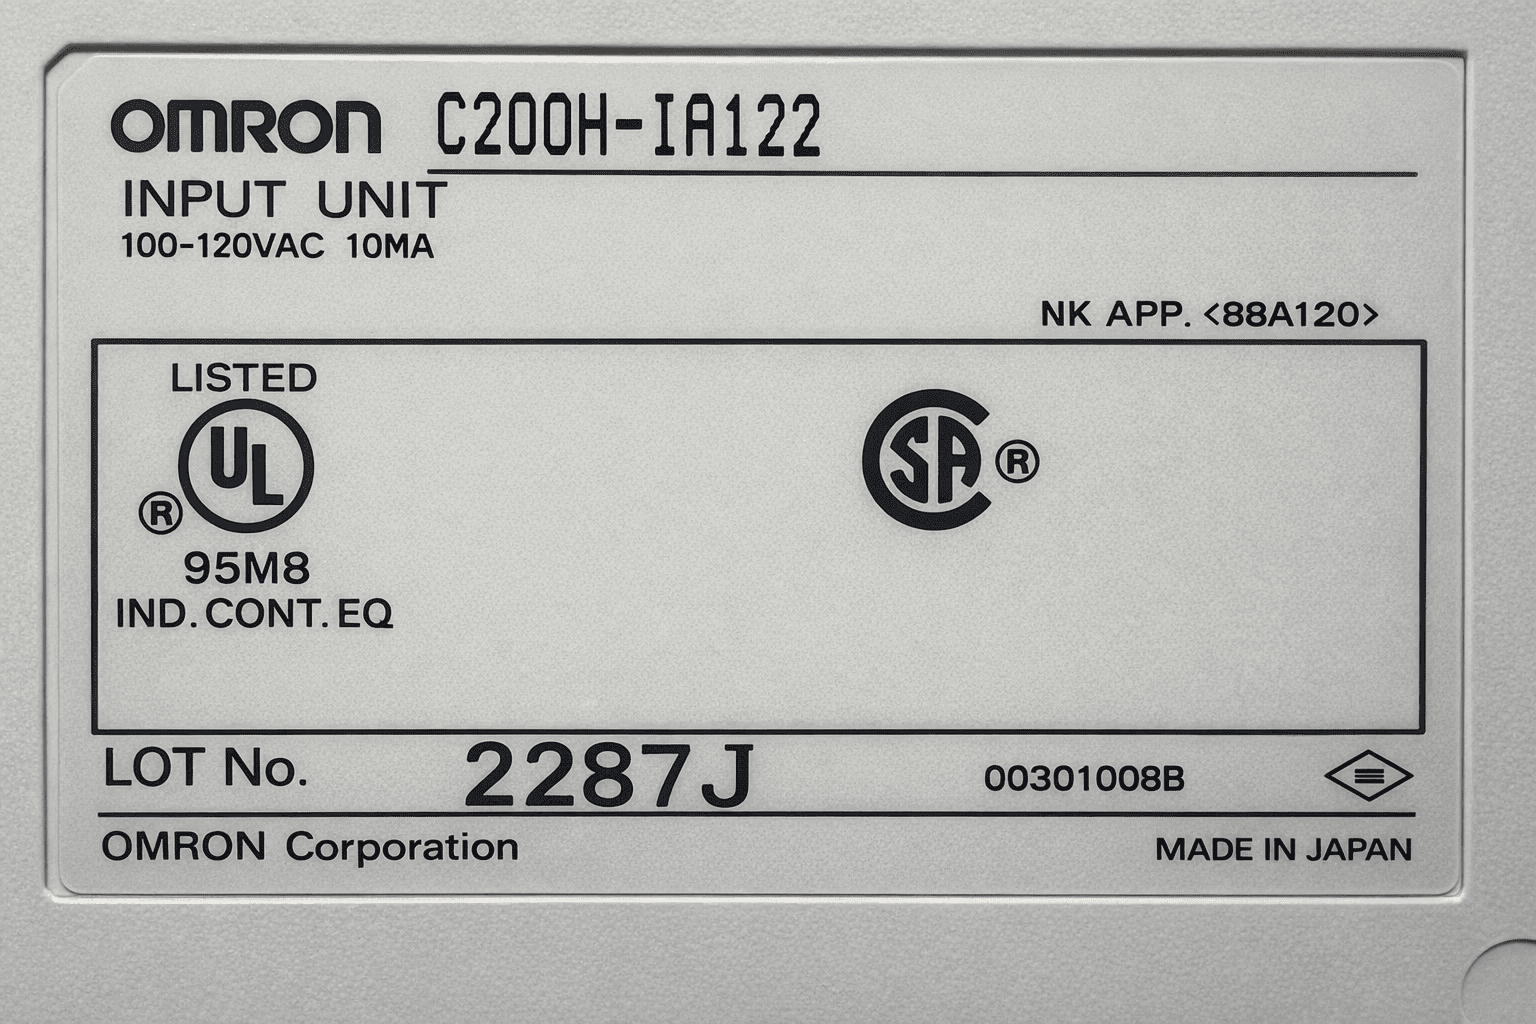 OMRON C200H-IA122
INPUT UNIT
100-120VAC 10MA
NK APP. <88A120>
LISTED
UL
®
95M8
IND. CONT. EQ
CSA ®
LOT No. 2287J 00301008B
OMRON Corporation MADE IN JAPAN